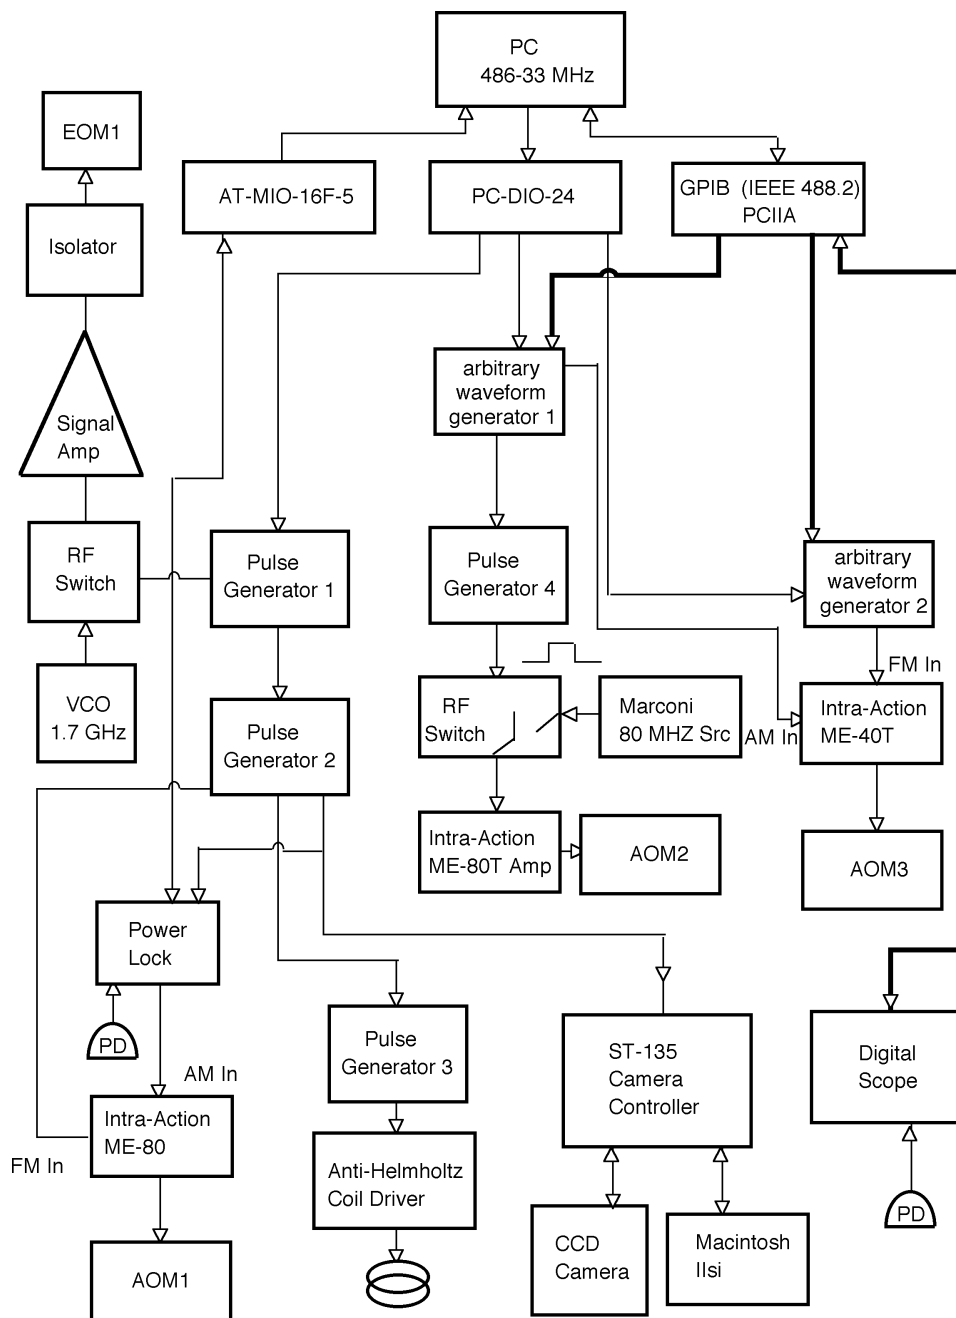 PC
486-33 MHz
EOM1
AT-MIO-16F-5
PC-DIO-24
GPIB (IEEE 488.2)
PCIIA
Isolator
arbitrary
waveform
generator 1
Signal
Amp
RF
Switch
Pulse
Generator 1
Pulse
Generator 4
arbitrary
waveform
generator 2
FM In
VCO
1.7 GHz
Pulse
Generator 2
RF
Switch
Marconi
80 MHZ Src
AM In
Intra-Action
ME-40T
Intra-Action
ME-80T Amp
AOM2
AOM3
Power
Lock
PD
AM In
Pulse
Generator 3
ST-135
Camera
Controller
Digital
Scope
Intra-Action
ME-80
FM In
Anti-Helmholtz
Coil Driver
PD
AOM1
CCD
Camera
Macintosh
IIsi